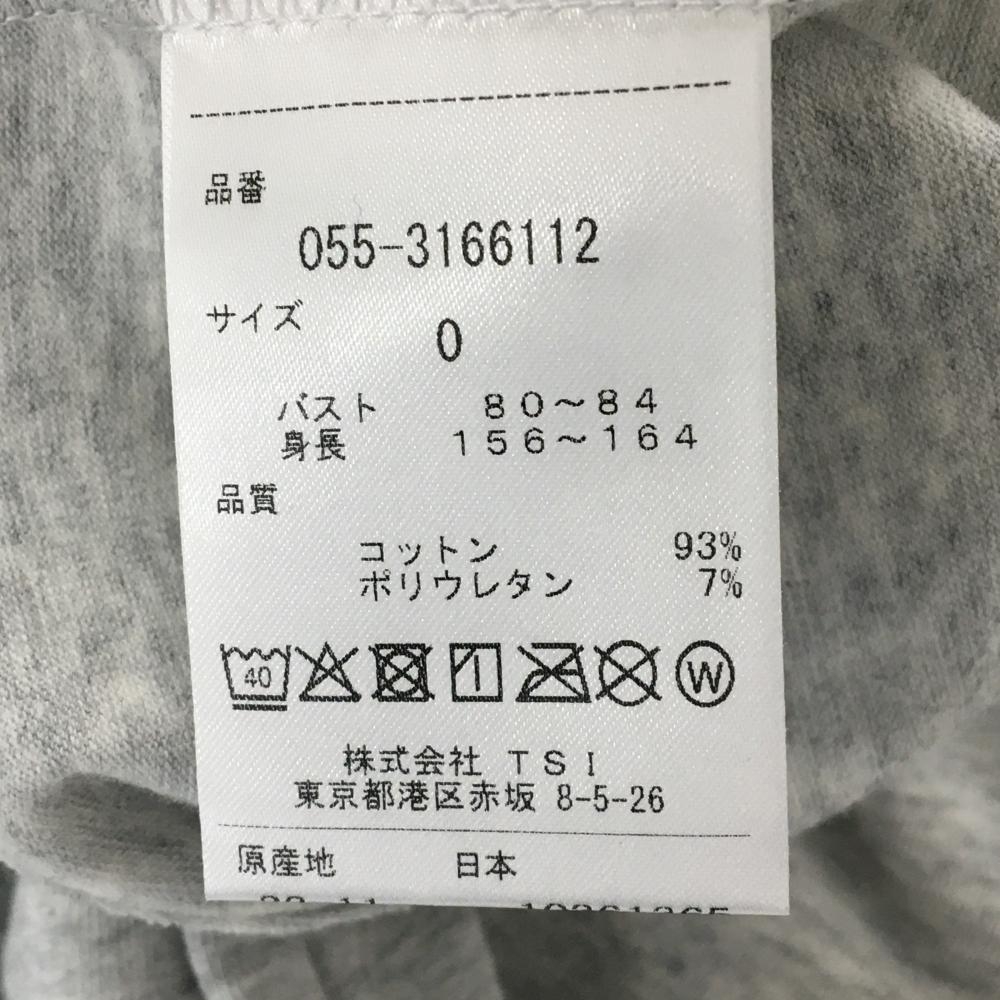 品番
055-3166112
サイズ 0
バスト 80～84
身長 156～164
品質
コットン 93%
ポリウレタン 7%
40 W
株式会社 TSI
東京都港区赤坂 8-5-26
原産地 日本